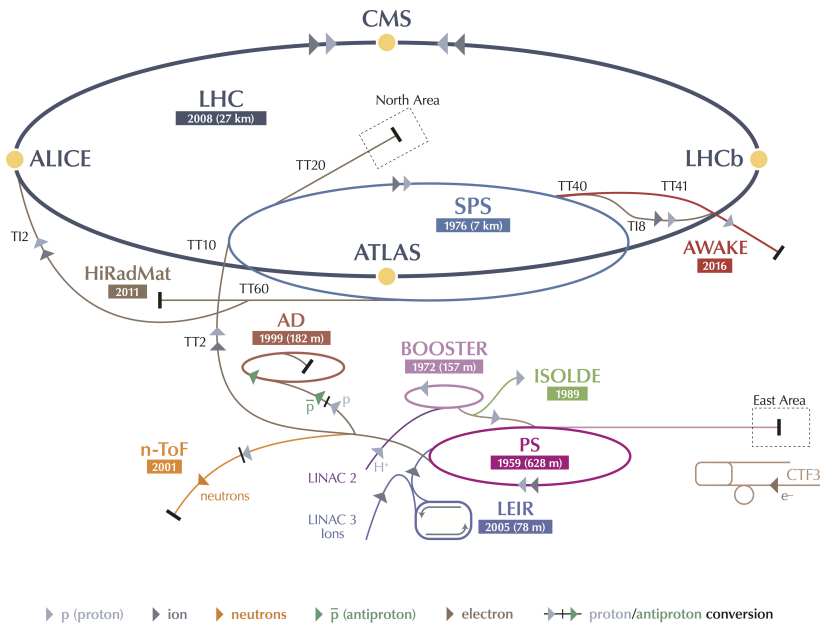 CMS
LHC
2008 (27 km)
North Area
ALICE
LHCb
TT20
TT40
TT41
SPS
1976 (7 km)
TI8
TI2
TT10
ATLAS
AWAKE
2016
HiRadMat
2011
TT60
AD
1999 (182 m)
TT2
BOOSTER
1972 (157 m)
ISOLDE
1989
p̅
p
East Area
n-ToF
2001
PS
1959 (628 m)
LINAC 2
H⁺
neutrons
CTF3
e⁻
LINAC 3
Ions
LEIR
2005 (78 m)
p (proton)
ion
neutrons
p̅ (antiproton)
electron
proton/antiproton conversion